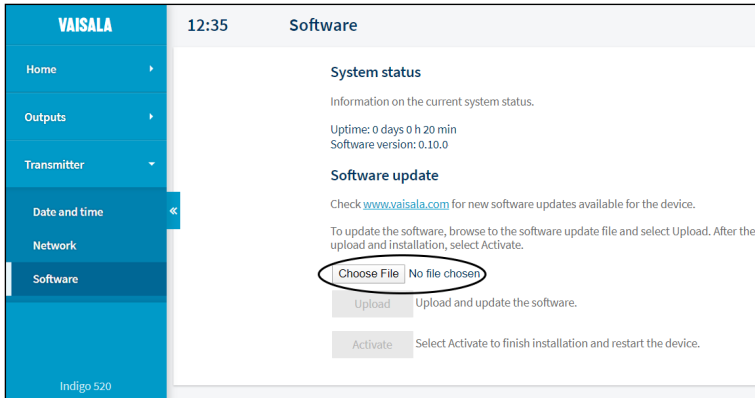 VAISALA
12:35
Software
Home
Outputs
Transmitter
Date and time
Network
Software
Indigo 520
«
System status
Information on the current system status.
Uptime: 0 days 0 h 20 min
Software version: 0.10.0
Software update
Check www.vaisala.com for new software updates available for the device.
To update the software, browse to the software update file and select Upload. After the
upload and installation, select Activate.
Choose File No file chosen
Upload Upload and update the software.
Activate Select Activate to finish installation and restart the device.